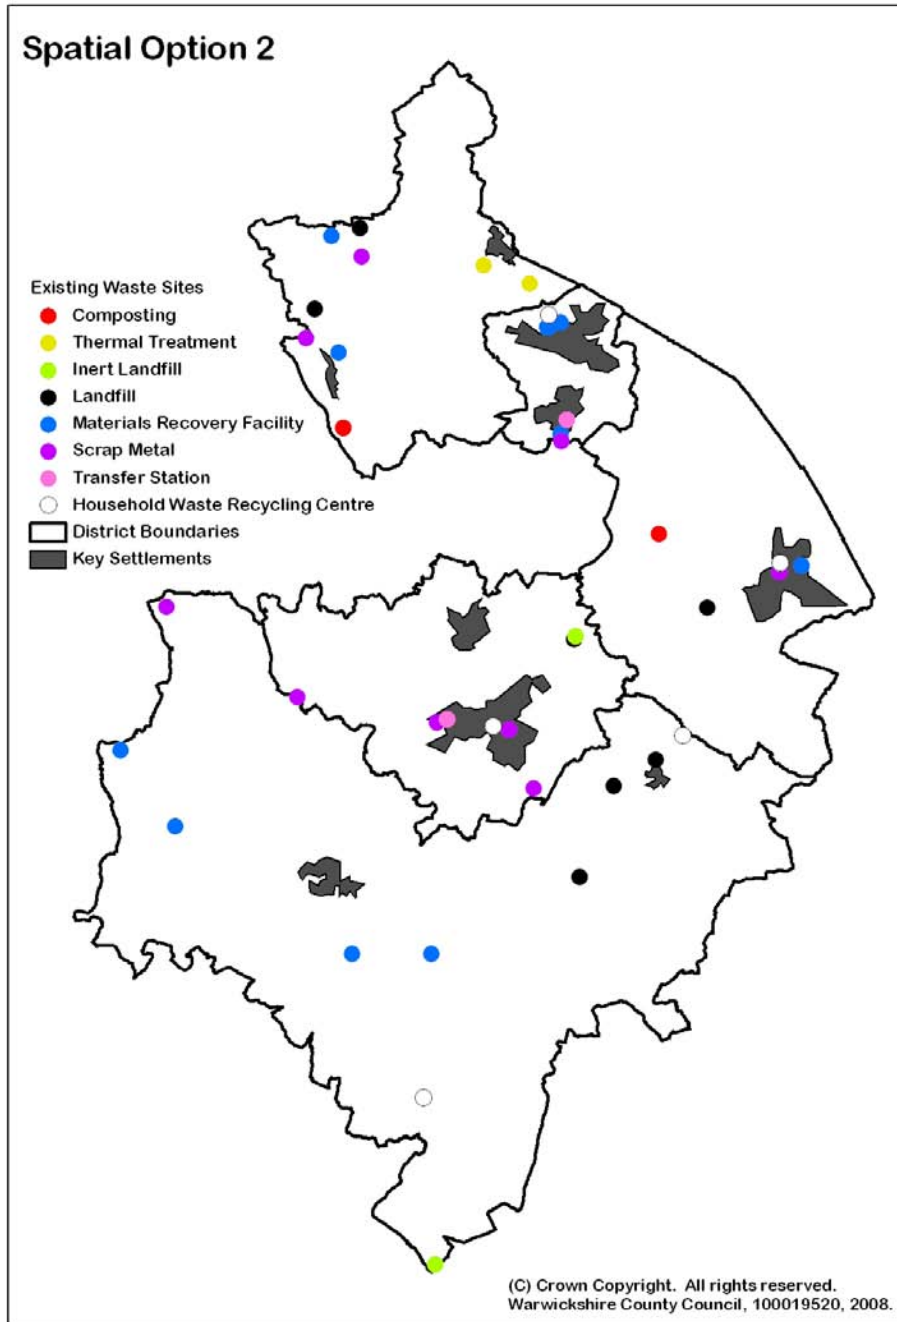 Spatial Option 2
Existing Waste Sites
Composting
Thermal Treatment
Inert Landfill
Landfill
Materials Recovery Facility
Scrap Metal
Transfer Station
Household Waste Recycling Centre
District Boundaries
Key Settlements
(C) Crown Copyright. All rights reserved.
Warwickshire County Council, 100019520, 2008.